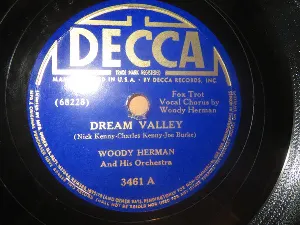 DECCA
TRADE MARK REGISTERED
MADE IN U.S.A. BY DECCA RECORDS, INC.
(68228)
Fox Trot
Vocal Chorus by
Woody Herman
DREAM VALLEY
(Nick Kenny-Charles Kenny-Joe Burke)
WOODY HERMAN
And His Orchestra
3461 A